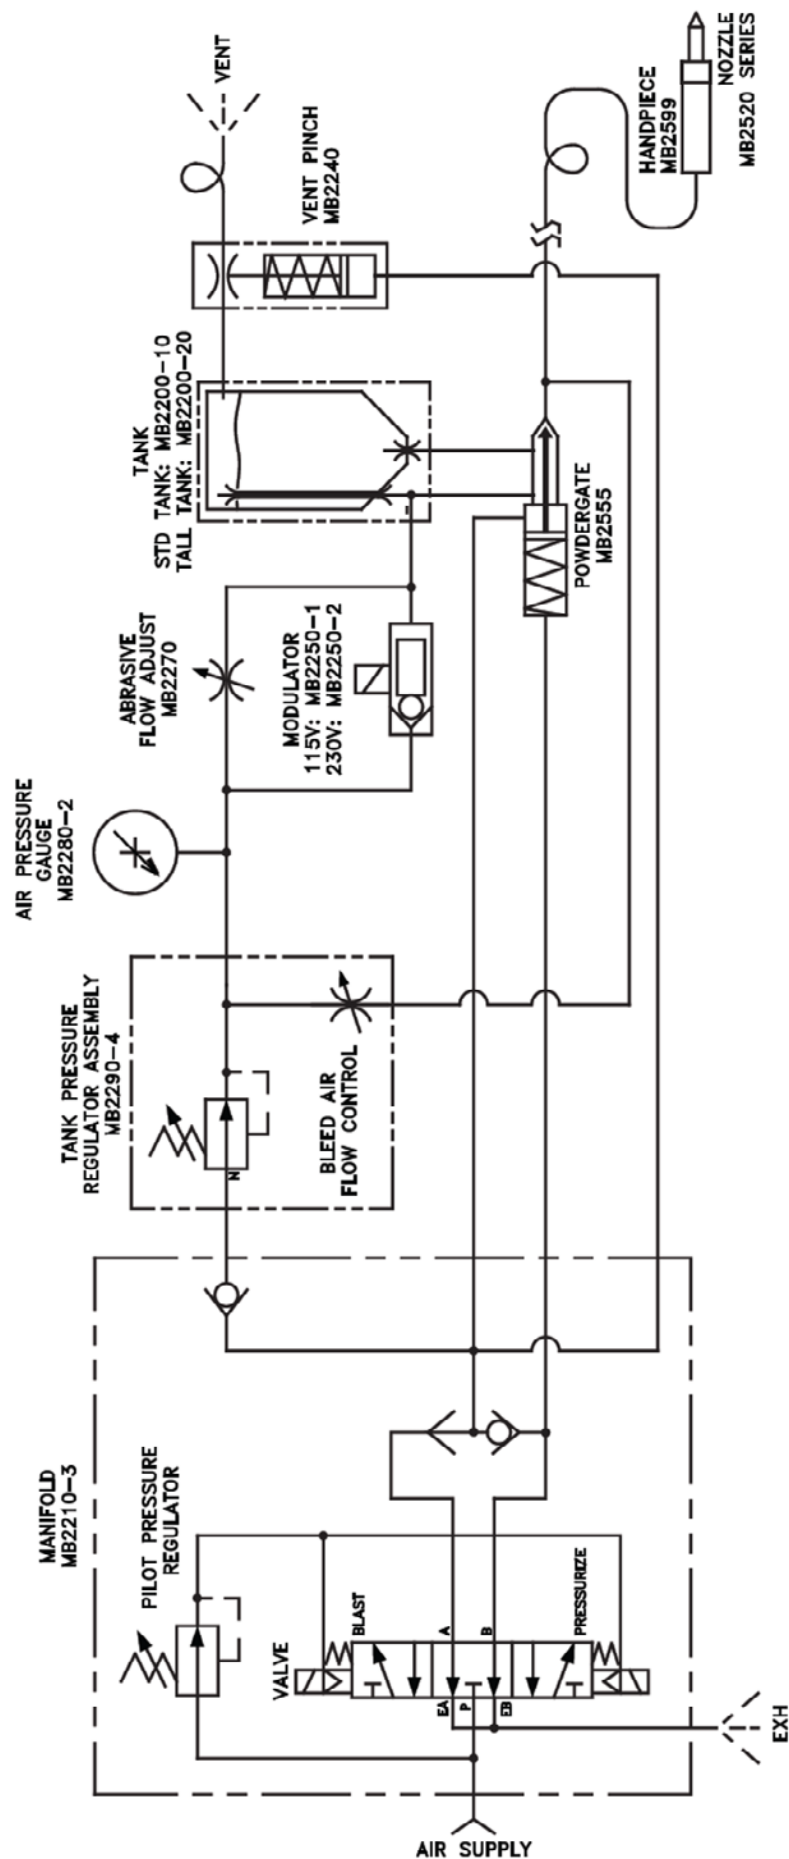 VENT
NOZZLE
MB2520 SERIES
HANDPIECE
MB2599
VENT PINCH
MB2240
TANK
STD TANK: MB2200-10
TALL TANK: MB2200-20
POWDERGATE
MB2555
ABRASIVE
FLOW ADJUST
MB2270
MODULATOR
115V: MB2250-1
230V: MB2250-2
AIR PRESSURE
GAUGE
MB2280-2
TANK PRESSURE
REGULATOR ASSEMBLY
MB2290-4
N
BLEED AIR
FLOW CONTROL
MANIFOLD
MB2210-3
PILOT PRESSURE
REGULATOR
VALVE
BLAST
A
B
PRESSURIZE
EA
P
EB
EXH
AIR SUPPLY